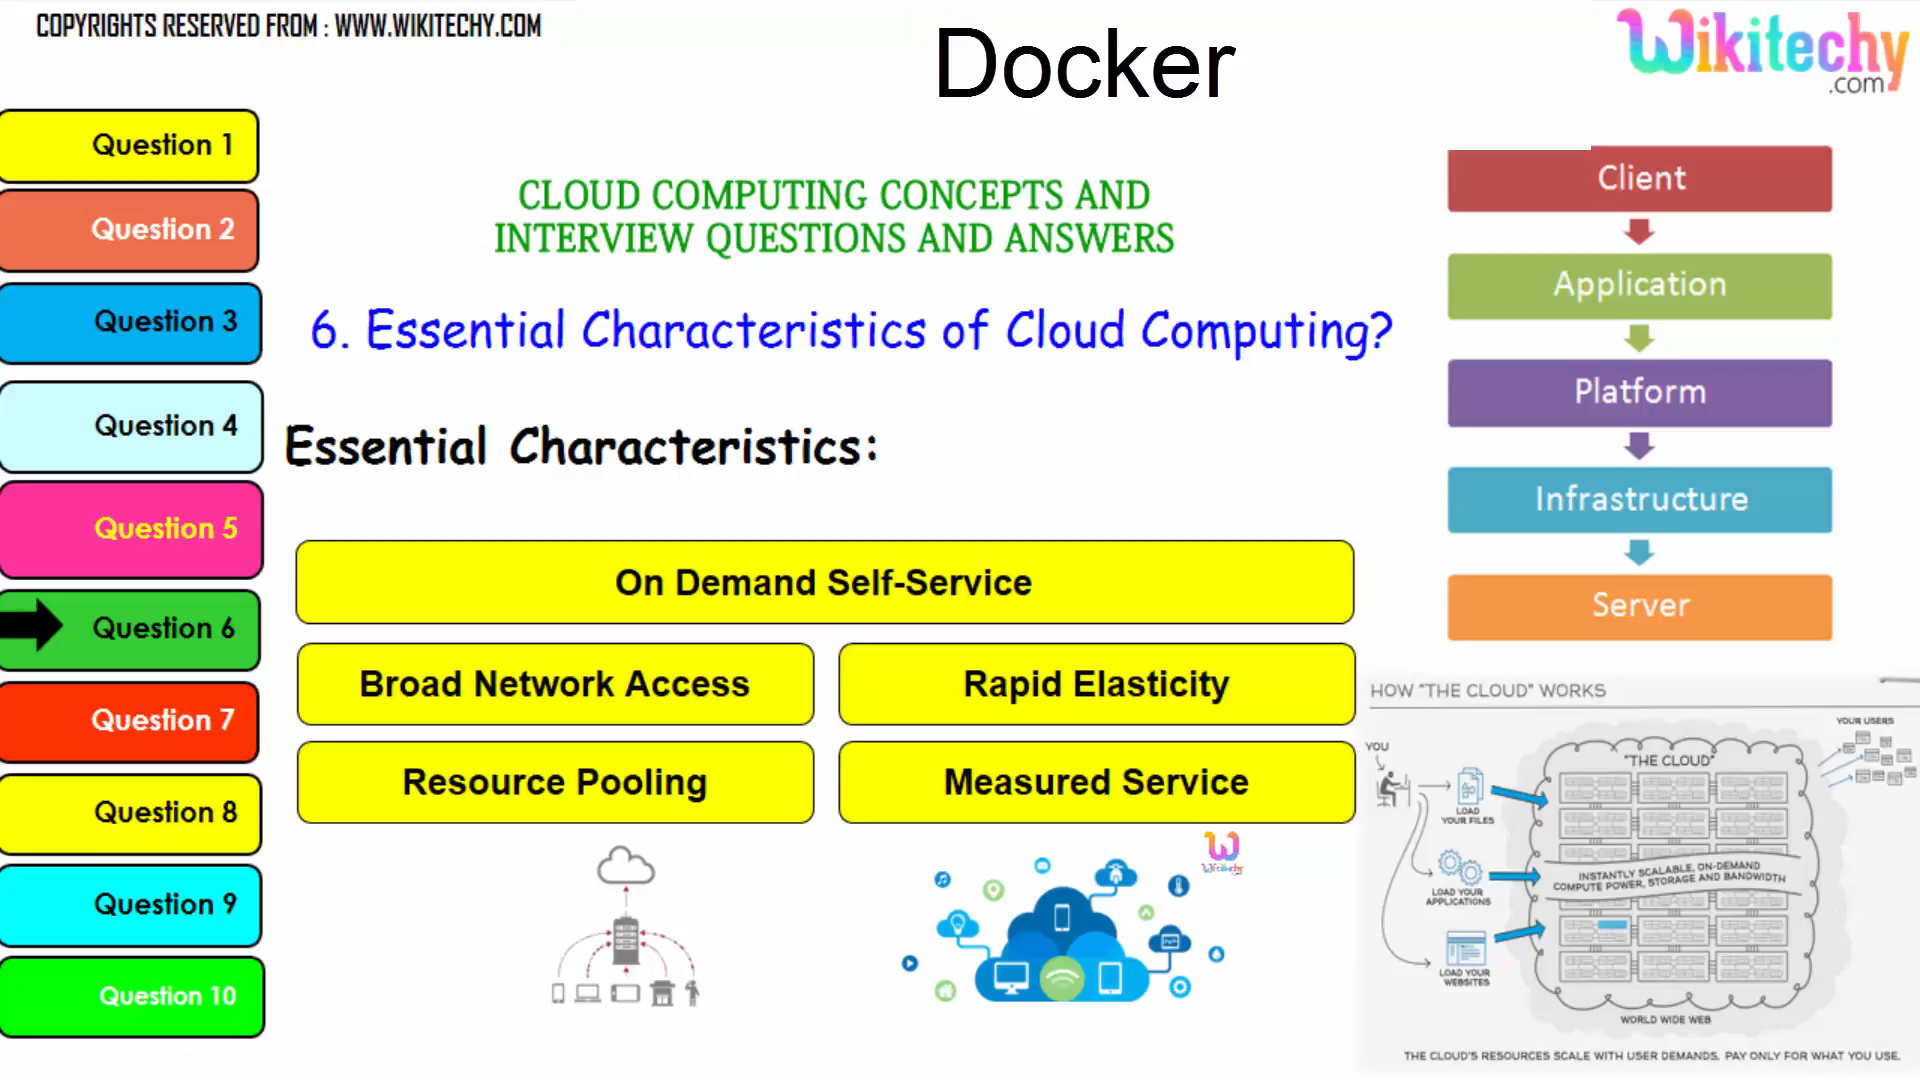 COPYRIGHTS RESERVED FROM : WWW.WIKITECHY.COM
Docker
Wikitechy
.com
Question 1
Question 2
Question 3
Question 4
Question 5
Question 6
Question 7
Question 8
Question 9
Question 10
CLOUD COMPUTING CONCEPTS AND
INTERVIEW QUESTIONS AND ANSWERS
6. Essential Characteristics of Cloud Computing?
Essential Characteristics:
On Demand Self-Service
Broad Network Access
Rapid Elasticity
Resource Pooling
Measured Service
Wikitechy
Client
Application
Platform
Infrastructure
Server
HOW "THE CLOUD" WORKS
YOUR USERS
YOU
"THE CLOUD"
LOAD
YOUR FILES
INSTANTLY SCALABLE, ON-DEMAND
COMPUTE POWER, STORAGE AND BANDWIDTH
LOAD YOUR
APPLICATIONS
LOAD YOUR
WEBSITES
WORLD WIDE WEB
THE CLOUD'S RESOURCES SCALE WITH USER DEMANDS. PAY ONLY FOR WHAT YOU USE.